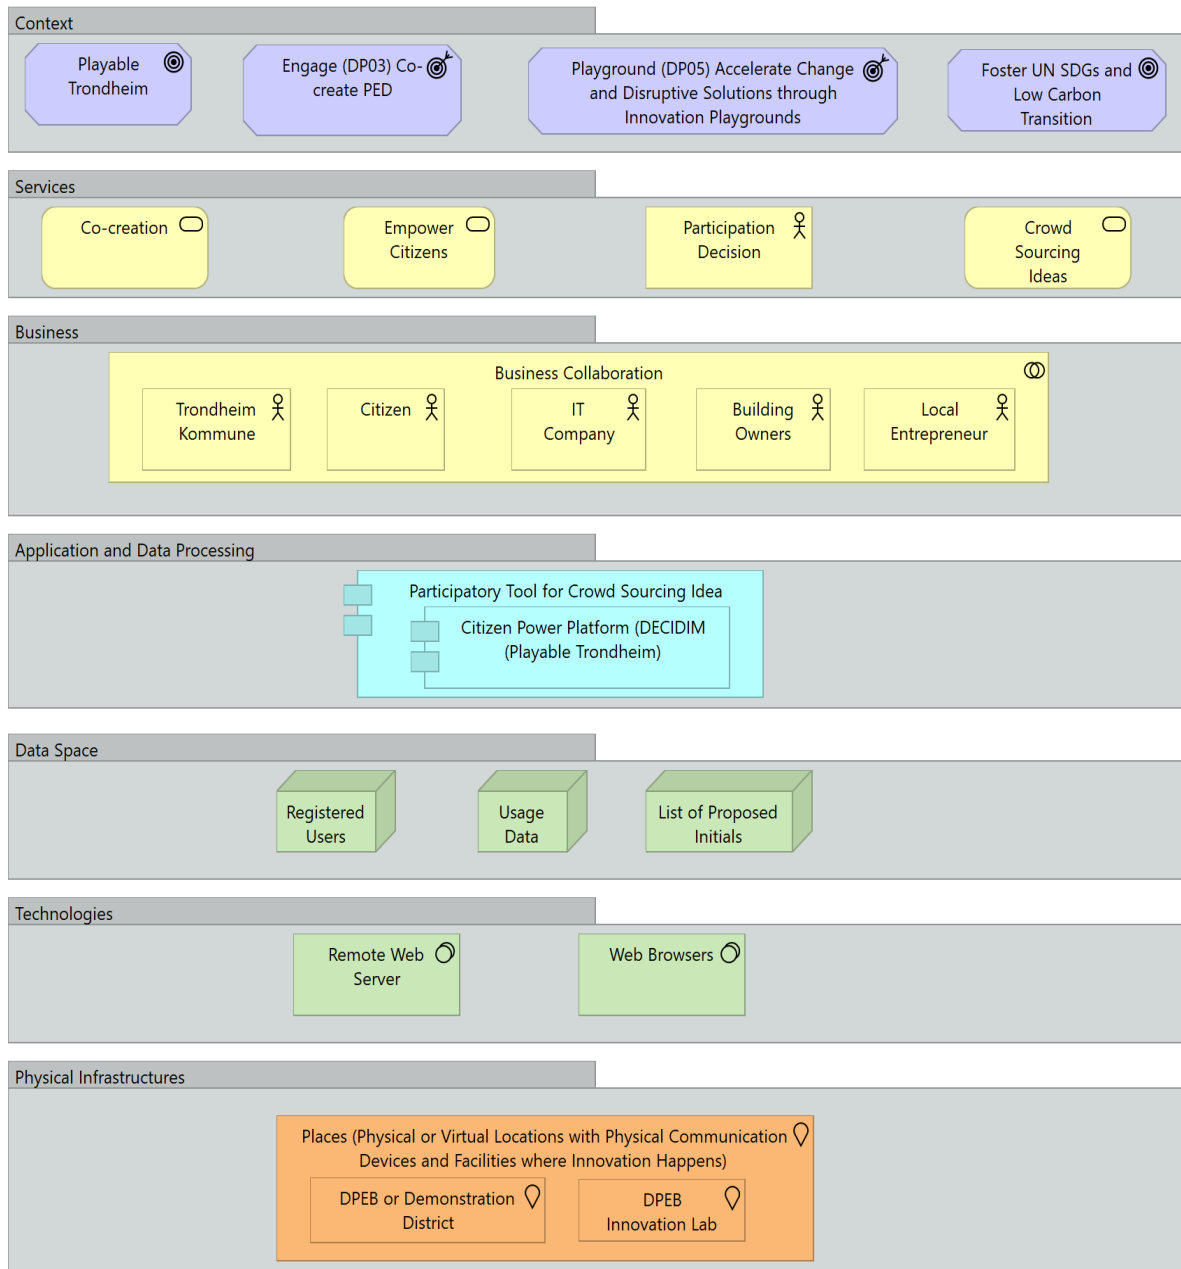 Context
Playable
Trondheim
Engage (DP03) Co-
create PED
Playground (DP05) Accelerate Change
and Disruptive Solutions through
Innovation Playgrounds
Foster UN SDGs and
Low Carbon
Transition
Services
Co-creation
Empower
Citizens
Participation
Decision
Crowd
Sourcing
Ideas
Business
Business Collaboration
Trondheim
Kommune
Citizen
IT
Company
Building
Owners
Local
Entrepreneur
Application and Data Processing
Participatory Tool for Crowd Sourcing Idea
Citizen Power Platform (DECIDIM
(Playable Trondheim)
Data Space
Registered
Users
Usage
Data
List of Proposed
Initials
Technologies
Remote Web
Server
Web Browsers
Physical Infrastructures
Places (Physical or Virtual Locations with Physical Communication
Devices and Facilities where Innovation Happens)
DPEB or Demonstration
District
DPEB
Innovation Lab